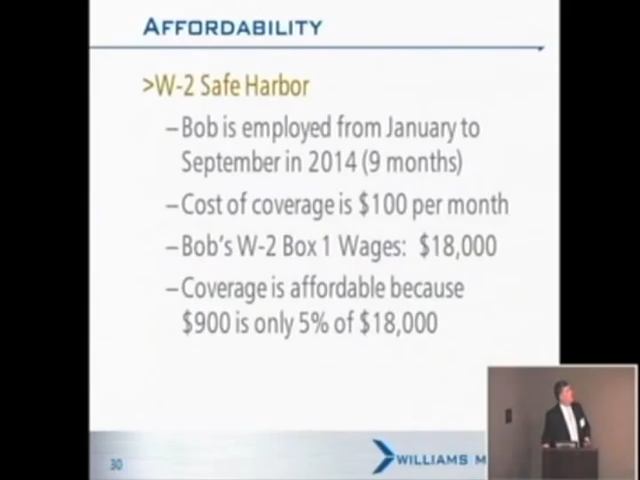 AFFORDABILITY
>W-2 Safe Harbor
–Bob is employed from January to
September in 2014 (9 months)
–Cost of coverage is $100 per month
–Bob's W-2 Box 1 Wages: $18,000
–Coverage is affordable because
$900 is only 5% of $18,000
30
WILLIAMS M